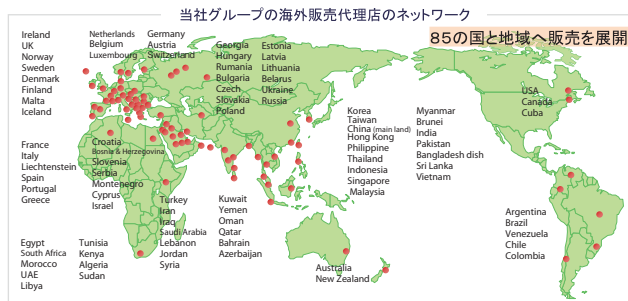 当社グループの海外販売代理店のネットワーク
85の国と地域へ販売を展開
Ireland
UK
Norway
Sweden
Denmark
Finland
Malta
Iceland
Netherlands
Belgium
Luxembourg
Germany
Austria
Switzerland
Georgia
Hungary
Rumania
Bulgaria
Czech
Slovakia
Poland
Estonia
Latvia
Lithuania
Belarus
Ukraine
Russia
Korea
Taiwan
China (main land)
Hong Kong
Philippine
Thailand
Indonesia
Singapore
Malaysia
Myanmar
Brunei
India
Pakistan
Bangladesh dish
Sri Lanka
Vietnam
USA
Canada
Cuba
France
Italy
Liechtenstein
Spain
Portugal
Greece
Croatia
Bosnia & Herzegovina
Slovenia
Serbia
Montenegro
Cyprus
Israel
Turkey
Iran
Iraq
Saudi Arabia
Lebanon
Jordan
Syria
Kuwait
Yemen
Oman
Qatar
Bahrain
Azerbaijan
Argentina
Brazil
Venezuela
Chile
Colombia
Egypt
South Africa
Morocco
UAE
Libya
Tunisia
Kenya
Algeria
Sudan
Australia
New Zealand